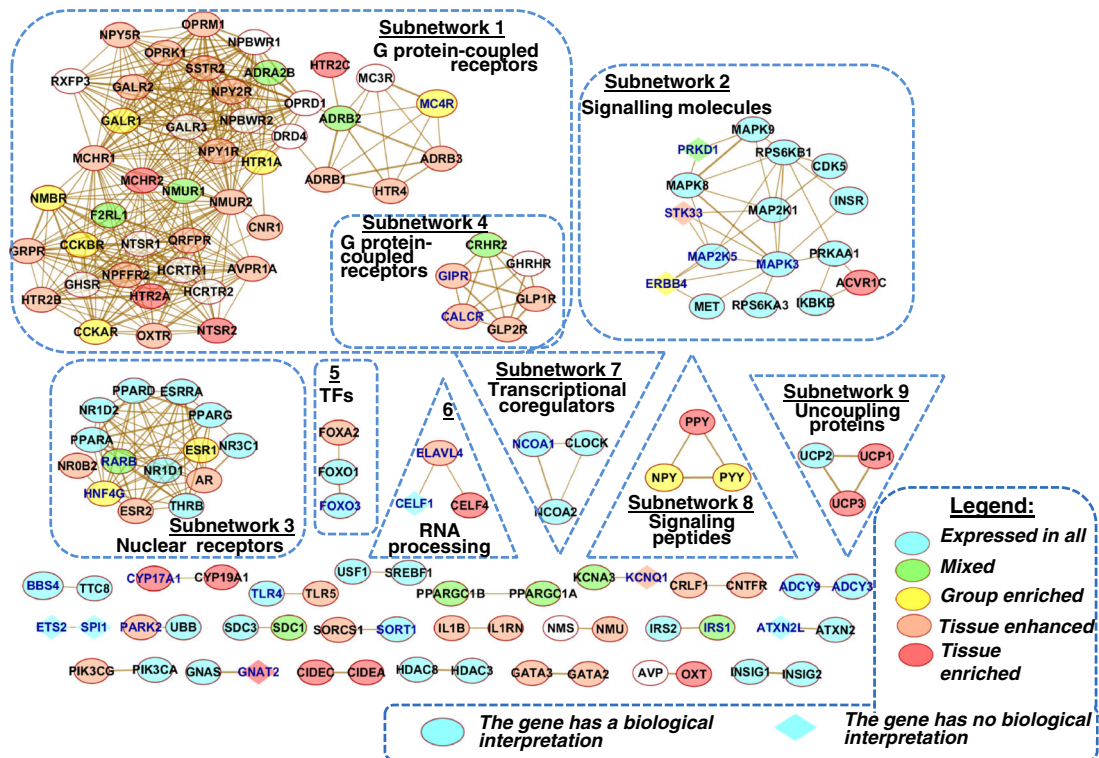 Subnetwork 1
G protein-coupled
receptors
OPRM1
NPY5R
NPBWR1
OPRK1
SSTR2
ADRA2B
RXFP3
GALR2
NPY2R
OPRD1
GALR1
GALR3
NPBWR2
DRD4
MCHR1
NPY1R
HTR1A
MCHR2
NMUR1
NMUR2
NMBR
F2RL1
CNR1
CCKBR
NTSR1
QRFPR
GRPR
NPFFR2
HCRTR1
AVPR1A
GHSR
HCRTR2
HTR2B
HTR2A
CCKAR
OXTR
NTSR2
HTR2C
MC3R
MC4R
ADRB2
ADRB3
ADRB1
HTR4
Subnetwork 4
G protein-
coupled
receptors
CRHR2
GHRHR
GIPR
GLP1R
CALCR
GLP2R
Subnetwork 2
Signalling molecules
MAPK9
PRKD1
RPS6KB1
CDK5
MAPK8
INSR
STK33
MAP2K1
MAP2K5
MAPK3
PRKAA1
ERBB4
ACVR1C
MET
RPS6KA3
IKBKB
PPARD
ESRRA
NR1D2
PPARG
PPARA
ESR1
NR3C1
NR0B2
RARB
NR1D1
AR
HNF4G
THRB
ESR2
Subnetwork 3
Nuclear receptors
5
TFs
FOXA2
FOXO1
FOXO3
6
ELAVL4
CELF1
CELF4
RNA
processing
Subnetwork 7
Transcriptional
coregulators
NCOA1
CLOCK
NCOA2
PPY
NPY
PYY
Subnetwork 8
Signaling
peptides
Subnetwork 9
Uncoupling
proteins
UCP2
UCP1
UCP3
BBS4
TTC8
CYP17A1
CYP19A1
TLR4
TLR5
USF1
SREBF1
PPARGC1B
PPARGC1A
KCNA3
KCNQ1
CRLF1
CNTFR
ADCY9
ADCY3
ETS2
SPI1
PARK2
UBB
SDC3
SDC1
SORCS1
SORT1
IL1B
IL1RN
NMS
NMU
IRS2
IRS1
ATXN2L
ATXN2
PIK3CG
PIK3CA
GNAS
GNAT2
CIDEC
CIDEA
HDAC8
HDAC3
GATA3
GATA2
AVP
OXT
INSIG1
INSIG2
Legend:
Expressed in all
Mixed
Group enriched
Tissue enhanced
Tissue
enriched
The gene has a biological
interpretation
The gene has no biological
interpretation